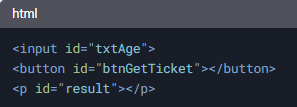 html
<input id="txtAge">
<button id="btnGetTicket"></button>
<p id="result"></p>